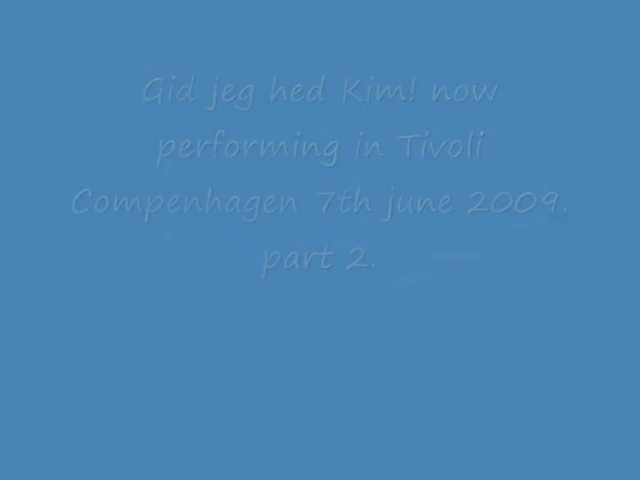 Gid jeg hed Kim! now
performing in Tivoli
Compenhagen 7th june 2009.
part 2.